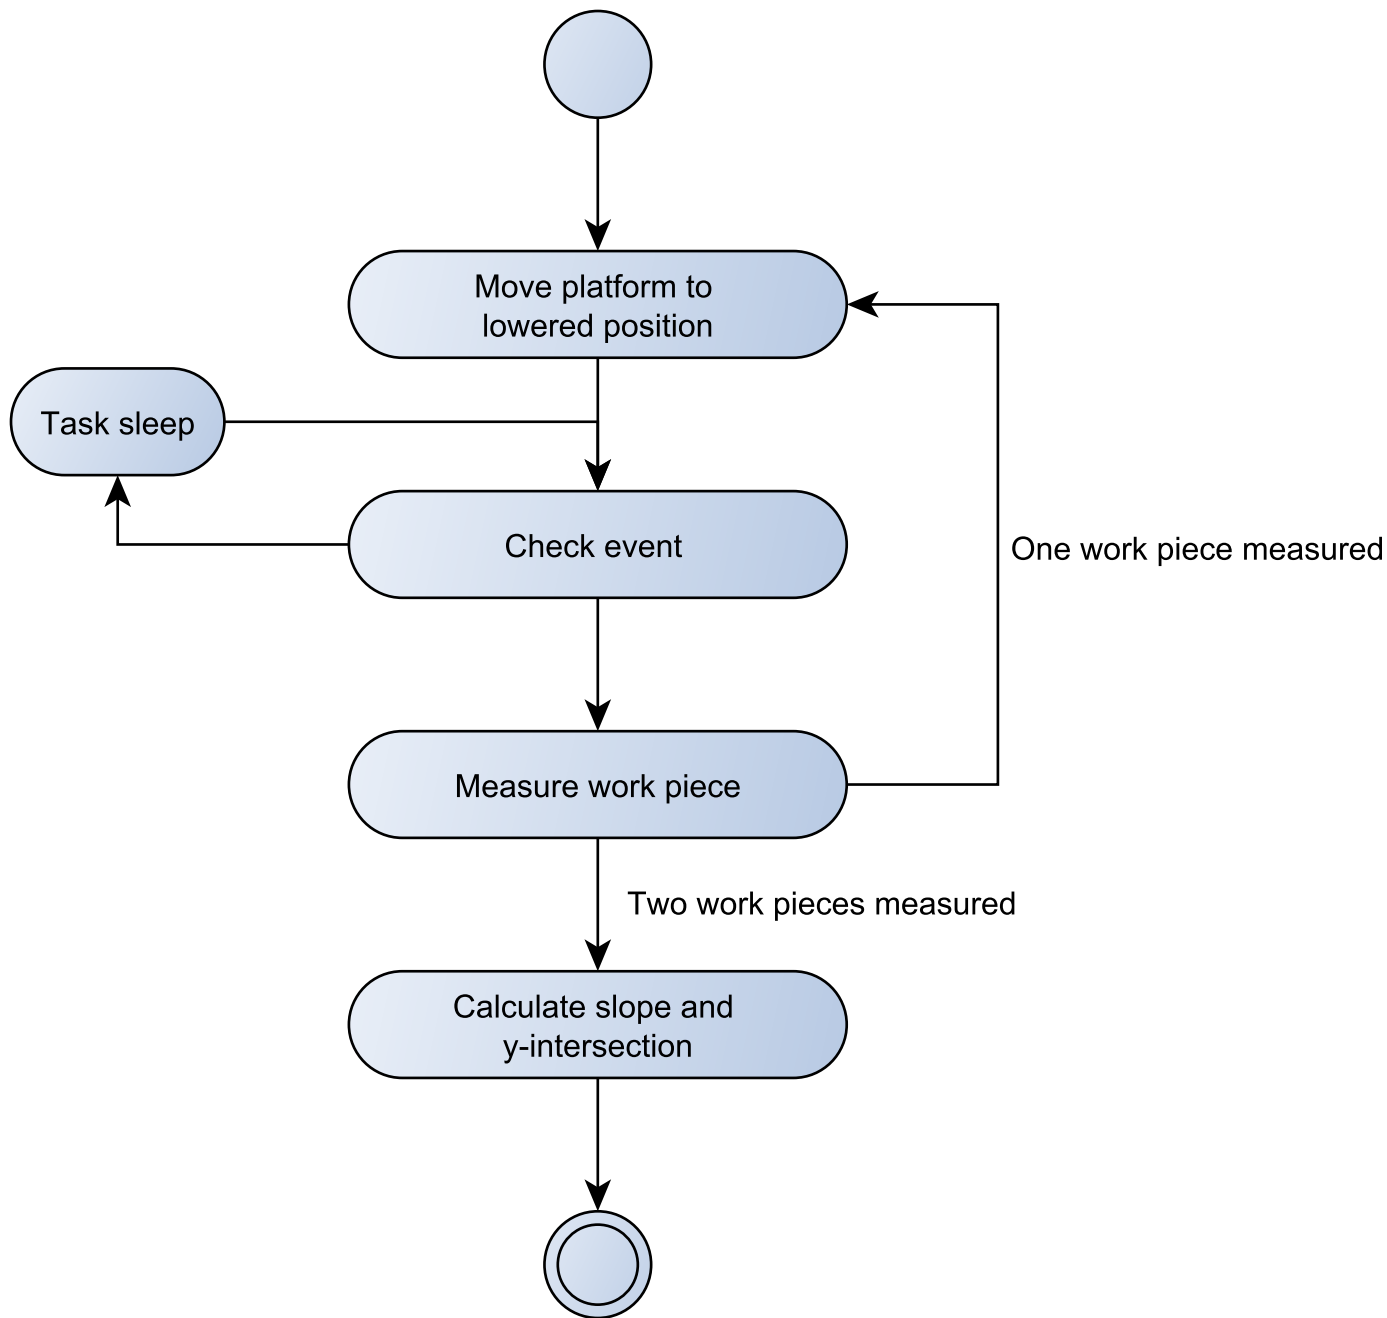 Move platform to
lowered position
Task sleep
Check event
One work piece measured
Measure work piece
Two work pieces measured
Calculate slope and
y-intersection